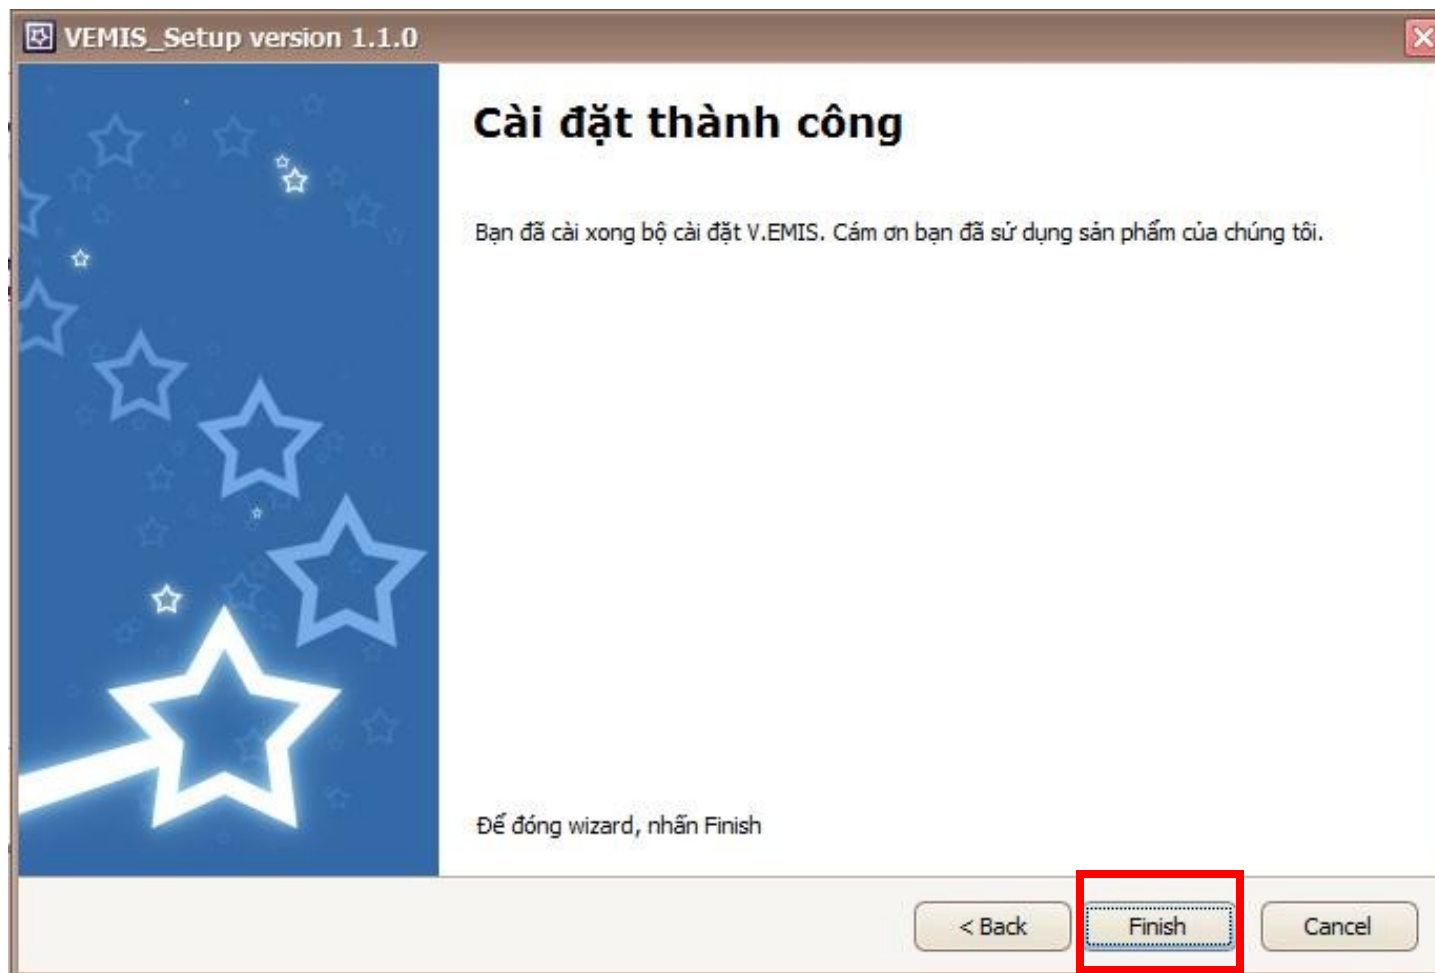 VEMIS_Setup version 1.1.0
Cài đặt thành công
Bạn đã cài xong bộ cài đặt V.EMIS. Cám ơn bạn đã sử dụng sản phẩm của chúng tôi.
Để đóng wizard, nhấn Finish
< Back
Finish
Cancel